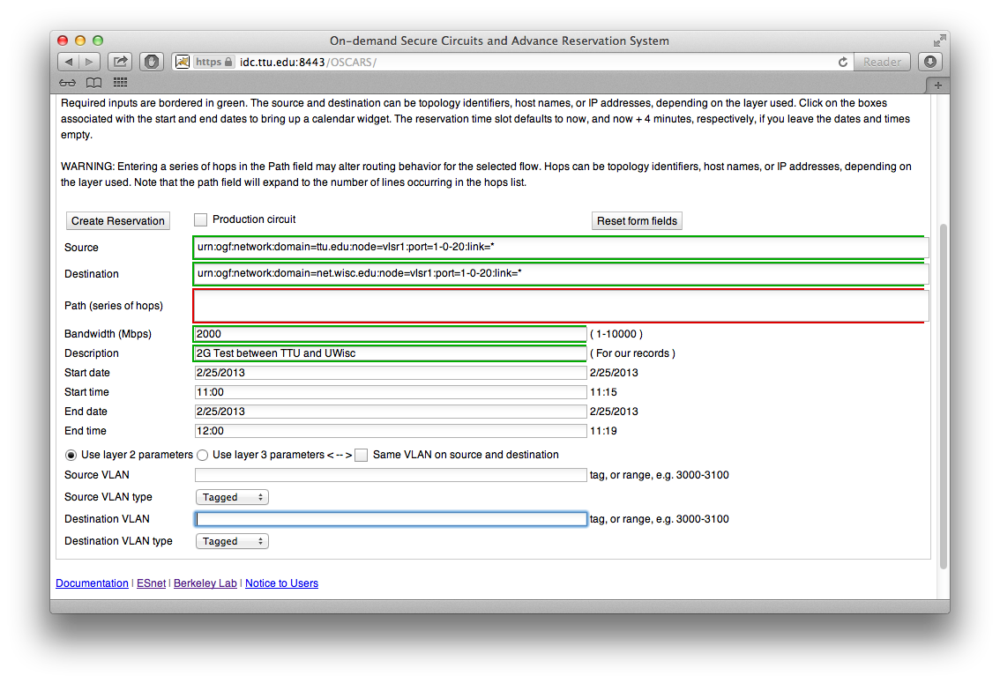 On-demand Secure Circuits and Advance Reservation System
https idc.ttu.edu:8443/OSCARS/ Reader
Required inputs are bordered in green. The source and destination can be topology identifiers, host names, or IP addresses, depending on the layer used. Click on the boxes
associated with the start and end dates to bring up a calendar widget. The reservation time slot defaults to now, and now + 4 minutes, respectively, if you leave the dates and times
empty.
WARNING: Entering a series of hops in the Path field may alter routing behavior for the selected flow. Hops can be topology identifiers, host names, or IP addresses, depending on
the layer used. Note that the path field will expand to the number of lines occurring in the hops list.
Create Reservation Production circuit Reset form fields
Source urn:ogf:network:domain=ttu.edu:node=vlsr1:port=1-0-20:link=*
Destination urn:ogf:network:domain=net.wisc.edu:node=vlsr1:port=1-0-20:link=*
Path (series of hops)
Bandwidth (Mbps) 2000 ( 1-10000 )
Description 2G Test between TTU and UWisc ( For our records )
Start date 2/25/2013 2/25/2013
Start time 11:00 11:15
End date 2/25/2013 2/25/2013
End time 12:00 11:19
Use layer 2 parameters Use layer 3 parameters < -- > Same VLAN on source and destination
Source VLAN tag, or range, e.g. 3000-3100
Source VLAN type Tagged
Destination VLAN tag, or range, e.g. 3000-3100
Destination VLAN type Tagged
Documentation | ESnet | Berkeley Lab | Notice to Users